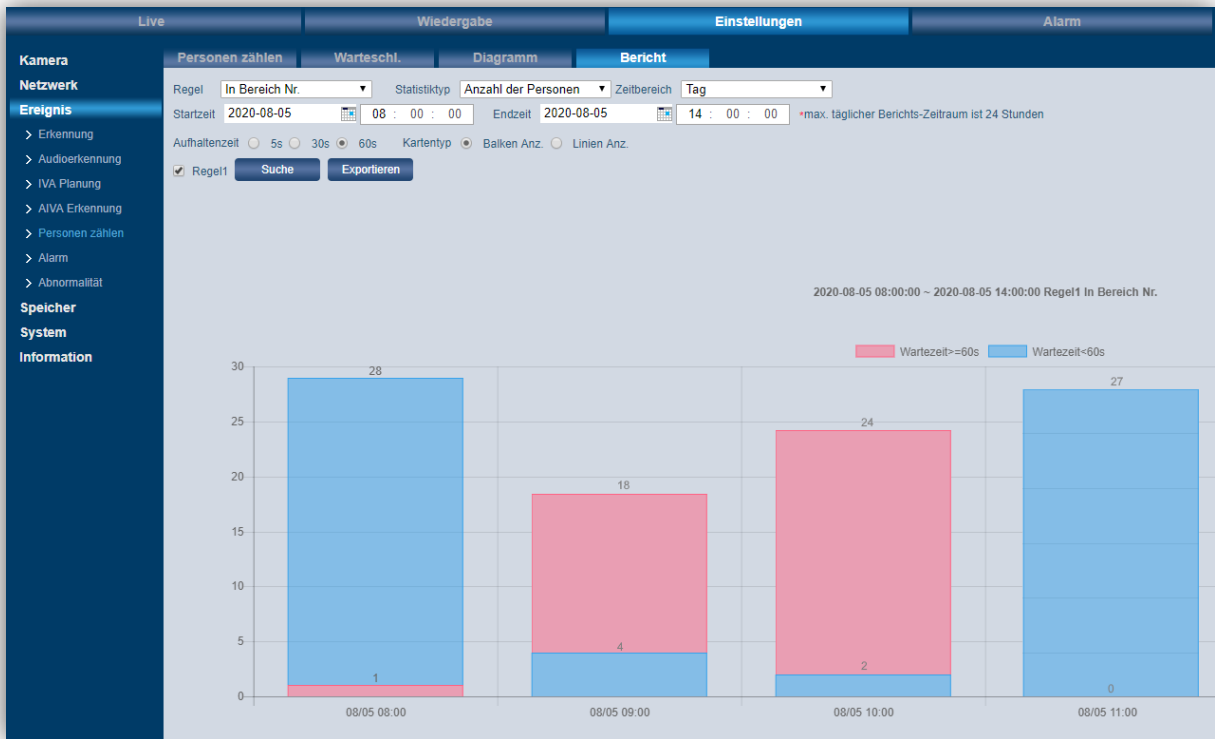 Live Wiedergabe Einstellungen Alarm
Personen zählen Warteschl. Diagramm Bericht
Kamera
Netzwerk
Ereignis
Erkennung
Audioerkennung
IVA Planung
AIVA Erkennung
Personen zählen
Alarm
Abnormalität
Speicher
System
Information
Regel In Bereich Nr. Statistiktyp Anzahl der Personen Zeitbereich Tag
Startzeit 2020-08-05 08 : 00 : 00 Endzeit 2020-08-05 14 : 00 : 00 *max. täglicher Berichts-Zeitraum ist 24 Stunden
Aufhaltenzeit 5s 30s 60s Kartentyp Balken Anz. Linien Anz.
Regel1 Suche Exportieren
2020-08-05 08:00:00 ~ 2020-08-05 14:00:00 Regel1 In Bereich Nr.
Wartezeit>=60s Wartezeit<60s
30
25
20
15
10
5
0
28
1
18
4
24
2
27
0
08/05 08:00 08/05 09:00 08/05 10:00 08/05 11:00